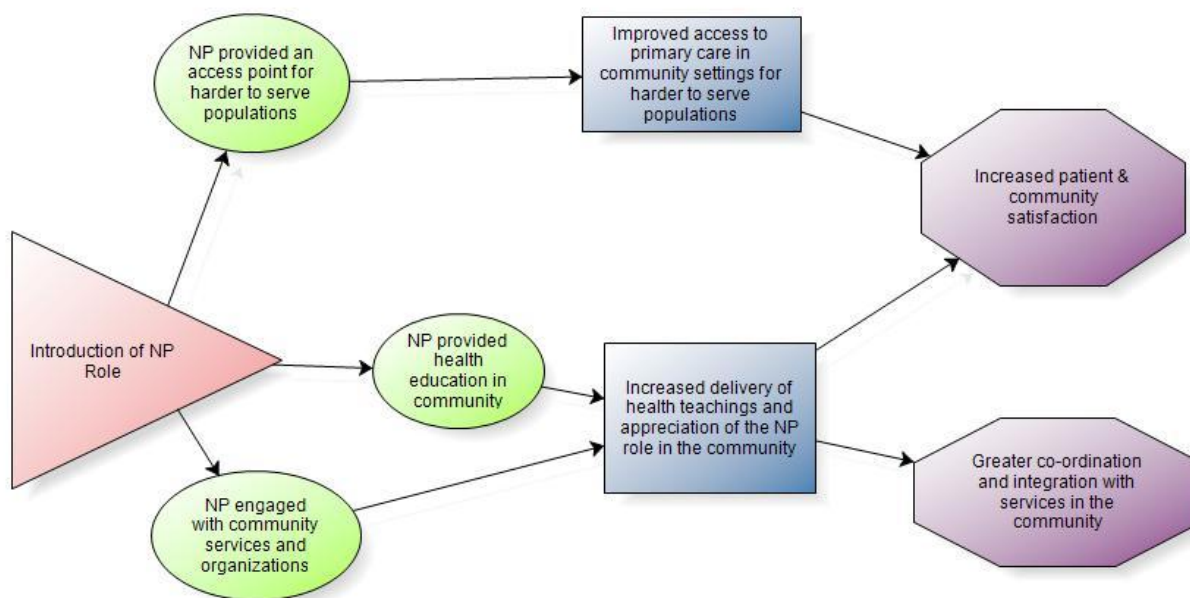 NP provided an
access point for
harder to serve
populations
Improved access to
primary care in
community settings for
harder to serve
populations
Increased patient &
community
satisfaction
Introduction of NP
Role
NP provided
health
education in
community
Increased delivery of
health teachings and
appreciation of the NP
role in the community
NP engaged
with community
services and
organizations
Greater co-ordination
and integration with
services in the
community